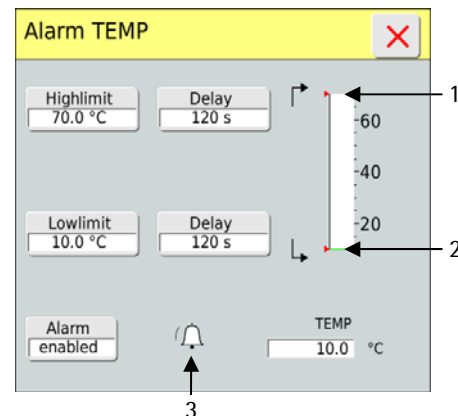 Alarm TEMP
Highlimit
70.0 °C
Delay
120 s
1
60
40
Lowlimit
10.0 °C
Delay
120 s
20
2
Alarm
enabled
TEMP
10.0 °C
3